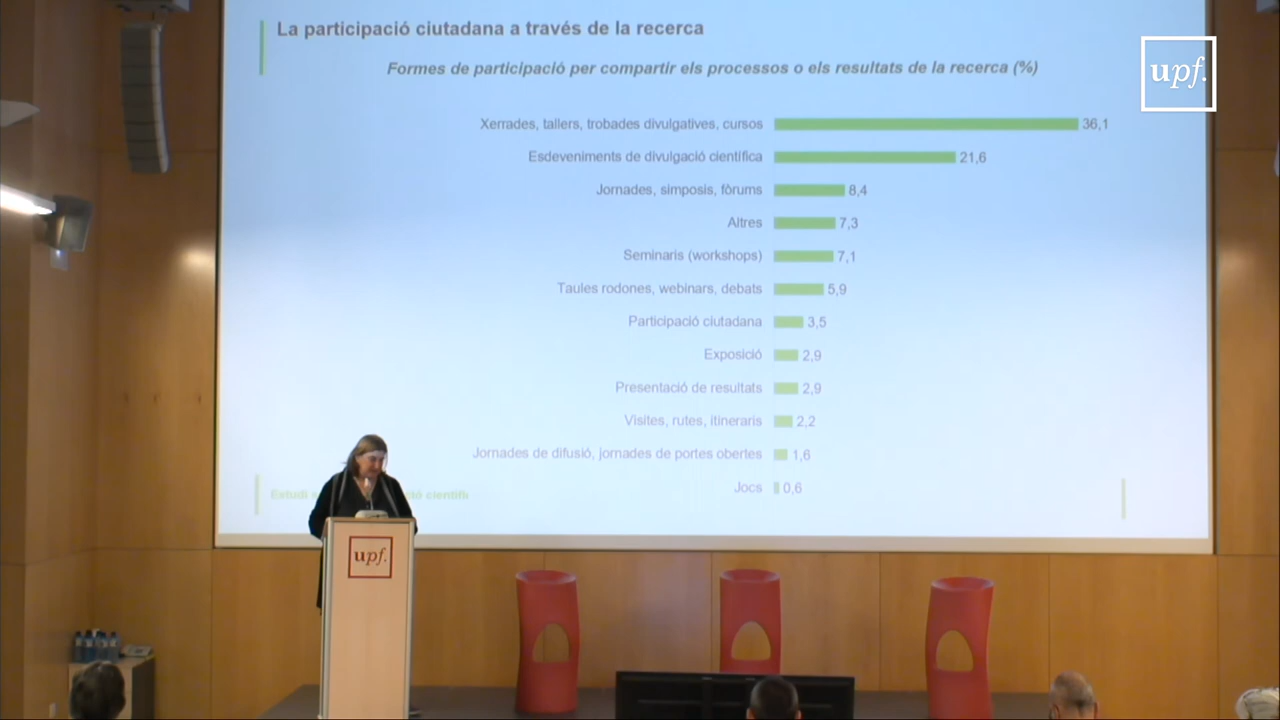 La participació ciutadana a través de la recerca
Formes de participació per compartir els processos o els resultats de la recerca (%)
upf.
Xerrades, tallers, trobades divulgatives, cursos 36,1
Esdeveniments de divulgació científica 21,6
Jornades, simposis, fòrums 8,4
Altres 7,3
Seminaris (workshops) 7,1
Taules rodones, webinars, debats 5,9
Participació ciutadana 3,5
Exposició 2,9
Presentació de resultats 2,9
Visites, rutes, itineraris 2,2
Jornades de difusió, jornades de portes obertes 1,6
Jocs 0,6
Estudi
upf.